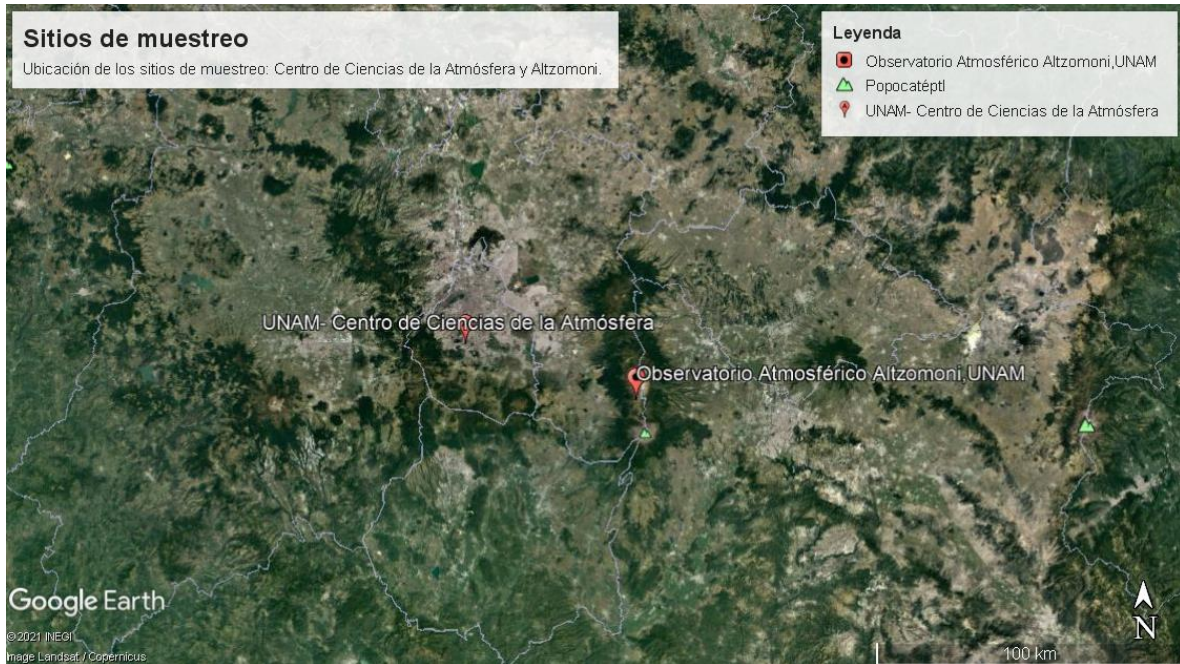 Sitios de muestreo
Ubicación de los sitios de muestreo: Centro de Ciencias de la Atmósfera y Altzomoni.
Leyenda
Observatorio Atmosférico Altzomoni,UNAM
Popocatéptl
UNAM- Centro de Ciencias de la Atmósfera
UNAM- Centro de Ciencias de la Atmósfera
Observatorio Atmosférico Altzomoni,UNAM
Google Earth
©2021 INEGI
Image Landsat / Copernicus
N
100 km